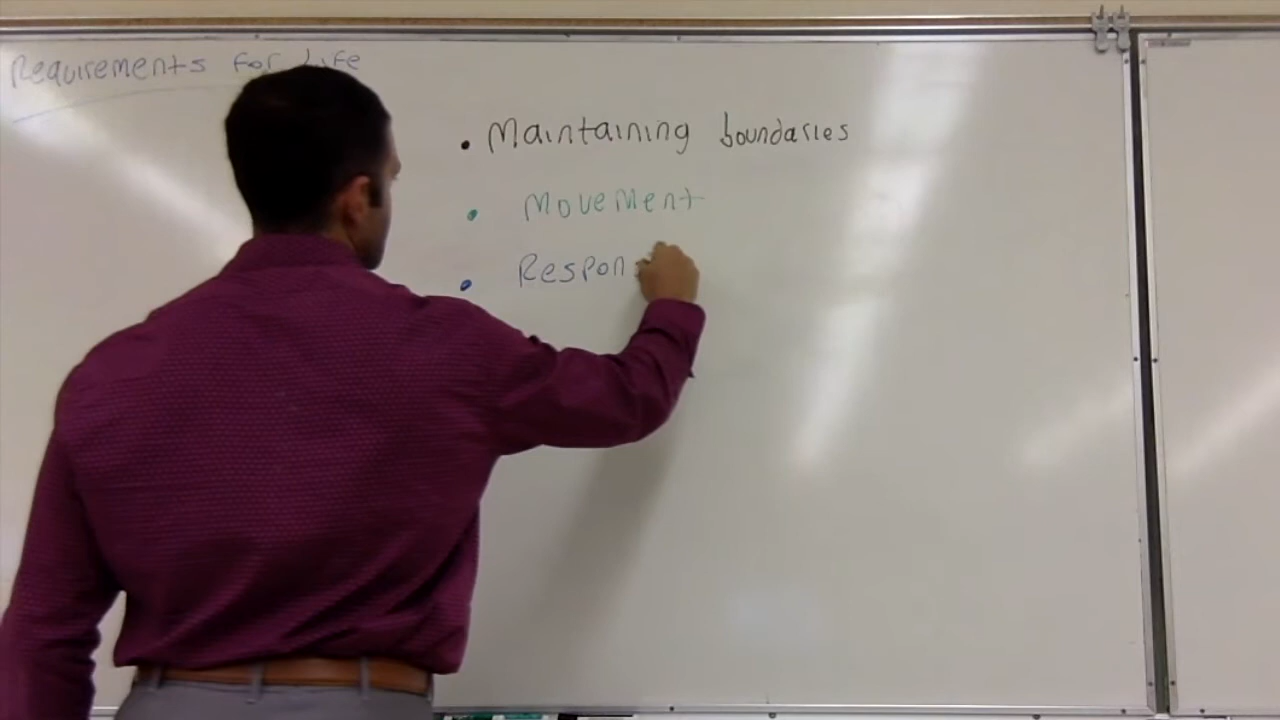 Requirements for Life
• Maintaining boundaries
• Movement
• Respon